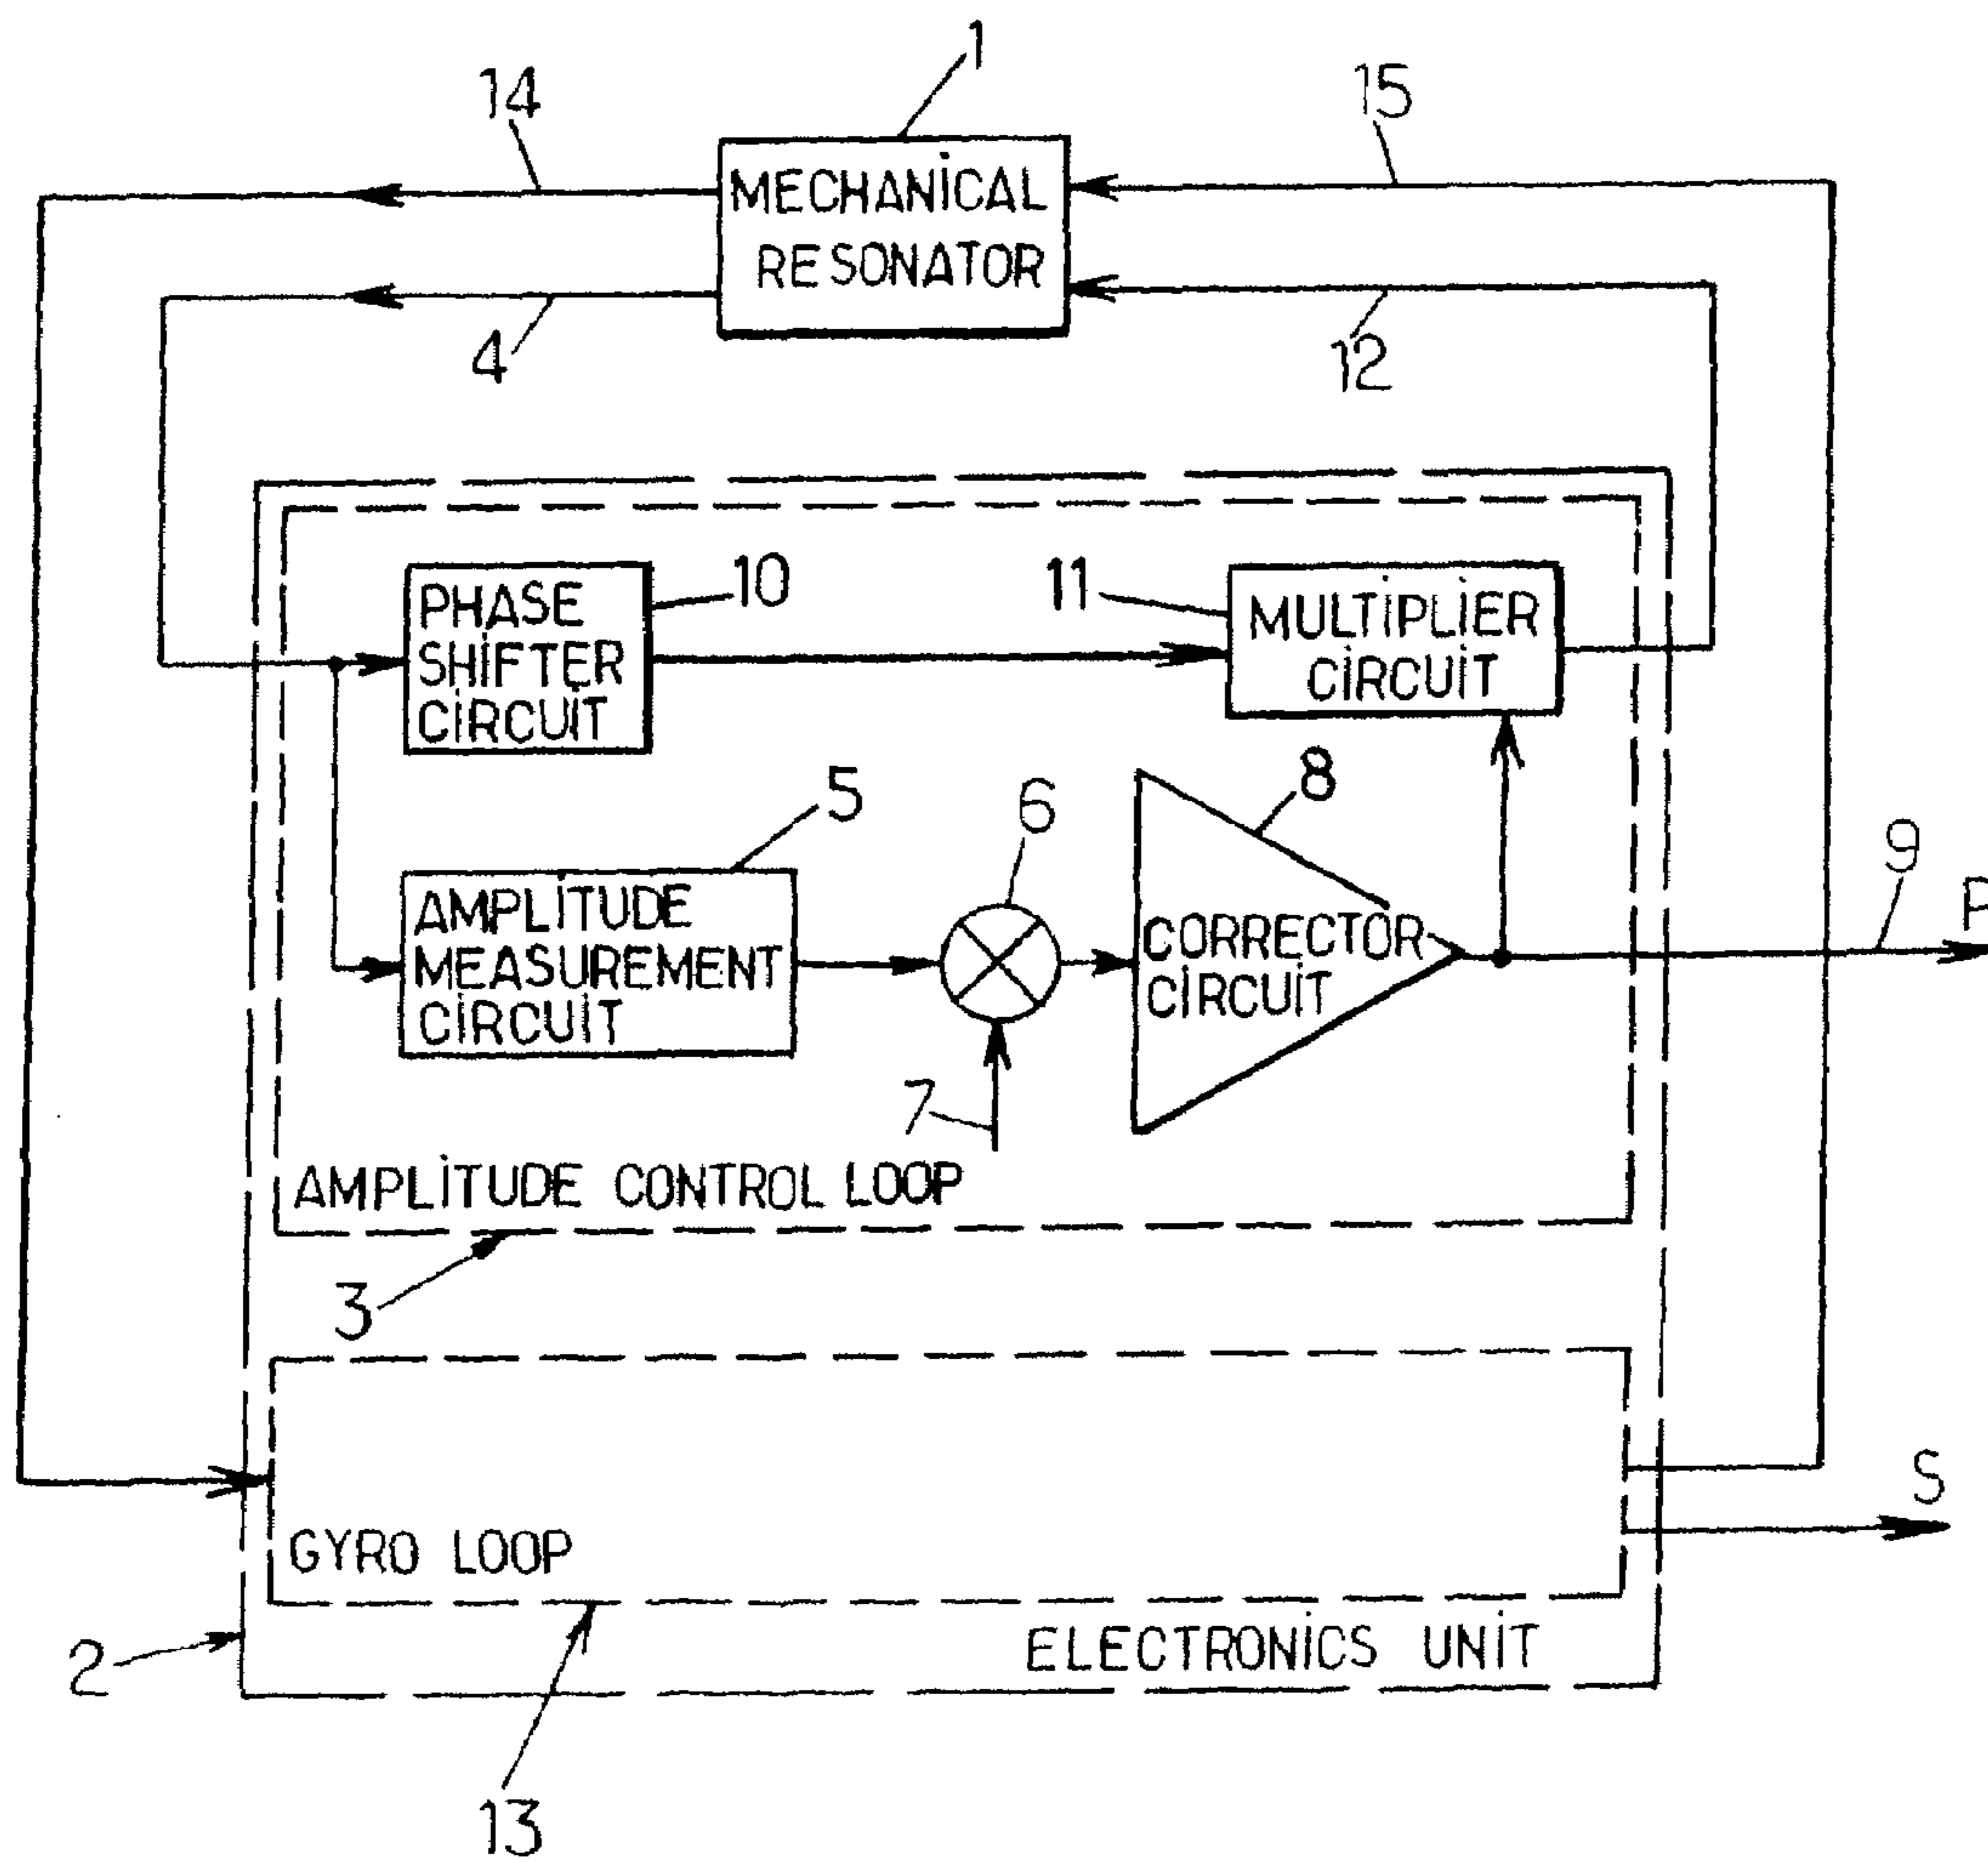 1
14
15
MECHANICAL
RESONATOR
4
12
PHASE
SHIFTER
CIRCUIT
10
11
MULTIPLIER
CIRCUIT
5
6
8
9
P
AMPLITUDE
MEASUREMENT
CIRCUIT
CORRECTOR
CIRCUIT
7
AMPLITUDE CONTROL LOOP
3
S
GYRO LOOP
2
ELECTRONICS UNIT
13